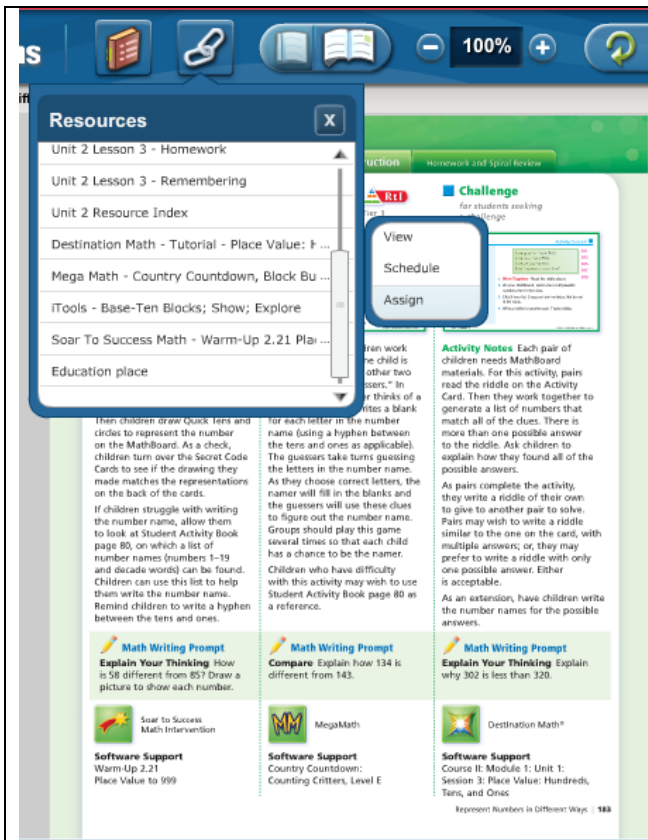 ns
100%
Resources
X
Unit 2 Lesson 3 - Homework
Unit 2 Lesson 3 - Remembering
Unit 2 Resource Index
Destination Math - Tutorial - Place Value: H ...
Mega Math - Country Countdown, Block Bu ...
iTools - Base-Ten Blocks; Show; Explore
Soar To Success Math - Warm-Up 2.21 Plac ...
Education place
View
Schedule
Assign
uction
Homework and Spiral Review
RtI
Tier 1
Challenge
for students seeking
challenge
Then children draw Quick Tens and
circles to represent the number
on the MathBoard. As a check,
children turn over the Secret Code
Cards to see if the drawing they
made matches the representations
on the back of the cards.
If children struggle with writing
the number name, allow them
to look at Student Activity Book
page 80, on which a list of
number names (numbers 1–19
and decade words) can be found.
Children can use this list to help
them write the number name.
Remind children to write a hyphen
between the tens and ones.
Math Writing Prompt
Explain Your Thinking How
is 58 different from 85? Draw a
picture to show each number.
Soar to Success
Math Intervention
Software Support
Warm-Up 2.21
Place Value to 999
dren work
ne child is
other two
ssers." In
r thinks of a
rites a blank
for each letter in the number
name (using a hyphen between
the tens and ones as applicable).
The guessers take turns guessing
the letters in the number name.
As they choose correct letters, the
namer will fill in the blanks and
the guessers will use these clues
to figure out the number name.
Groups should play this game
several times so that each child
has a chance to be the namer.
Children who have difficulty
with this activity may wish to use
Student Activity Book page 80 as
a reference.
Math Writing Prompt
Compare Explain how 134 is
different from 143.
MM
MegaMath
Software Support
Country Countdown:
Counting Critters, Level E
Activity Notes Each pair of
children needs MathBoard
materials. For this activity, pairs
read the riddle on the Activity
Card. Then they work together to
generate a list of numbers that
match all of the clues. There is
more than one possible answer
to the riddle. Ask children to
explain how they found all of the
possible answers.
As pairs complete the activity,
they write a riddle of their own
to give to another pair to solve.
Pairs may wish to write a riddle
similar to the one on the card, with
multiple answers; or, they may
prefer to write a riddle with only
one possible answer. Either
is acceptable.
As an extension, have children write
the number names for the possible
answers.
Math Writing Prompt
Explain Your Thinking Explain
why 302 is less than 320.
Destination Math®
Software Support
Course II: Module 1: Unit 1:
Session 3: Place Value: Hundreds,
Tens, and Ones
Represent Numbers in Different Ways | 183